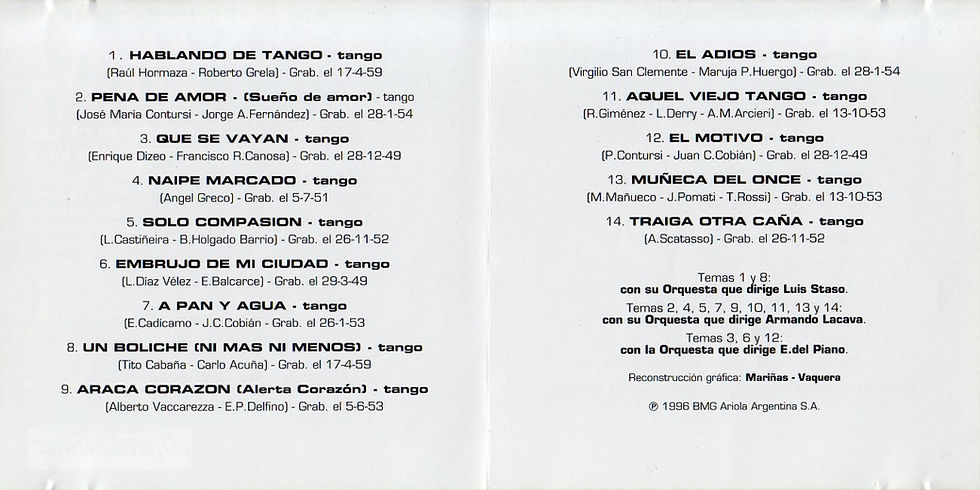 1. HABLANDO DE TANGO - tango
(Raúl Hormaza - Roberto Grela) - Grab. el 17-4-59
2. PENA DE AMOR - (Sueño de amor) - tango
(José María Contursi - Jorge A.Fernández) - Grab. el 28-1-54
3. QUE SE VAYAN - tango
(Enrique Dizeo - Francisco R.Canosa) - Grab. el 28-12-49
4. NAIPE MARCADO - tango
(Angel Greco) - Grab. el 5-7-51
5. SOLO COMPASION - tango
(L.Castiñeira - B.Holgado Barrio) - Grab. el 26-11-52
6. EMBRUJO DE MI CIUDAD - tango
(L.Díaz Vélez - E.Balcarce) - Grab. el 29-3-49
7. A PAN Y AGUA - tango
(E.Cadícamo - J.C.Cobián - Grab. el 26-1-53
8. UN BOLICHE (NI MAS NI MENOS) - tango
(Tito Cabaña - Carlo Acuña) - Grab. el 17-4-59
9. ARACA CORAZON (Alerta Corazón) - tango
(Alberto Vaccarezza - E.P.Delfino) - Grab. el 5-6-53
10. EL ADIOS - tango
(Virgilio San Clemente - Maruja P.Huergo) - Grab. el 28-1-54
11. AQUEL VIEJO TANGO - tango
(R.Giménez - L.Derry - A.M.Arcieri) - Grab. el 13-10-53
12. EL MOTIVO - tango
(P.Contursi - Juan C.Cobián) - Grab. el 28-12-49
13. MUÑECA DEL ONCE - tango
(M.Mañueco - J.Pomati - T.Rossi) - Grab. el 13-10-53
14. TRAIGA OTRA CAÑA - tango
(A.Scatasso) - Grab. el 26-11-52
Temas 1 y 8:
con su Orquesta que dirige Luis Staso.
Temas 2, 4, 5, 7, 9, 10, 11, 13 y 14:
con su Orquesta que dirige Armando Lacava.
Temas 3, 6 y 12:
con la Orquesta que dirige E.del Piano.
Reconstrucción gráfica: Mariñas - Vaquera
℗ 1996 BMG Ariola Argentina S.A.